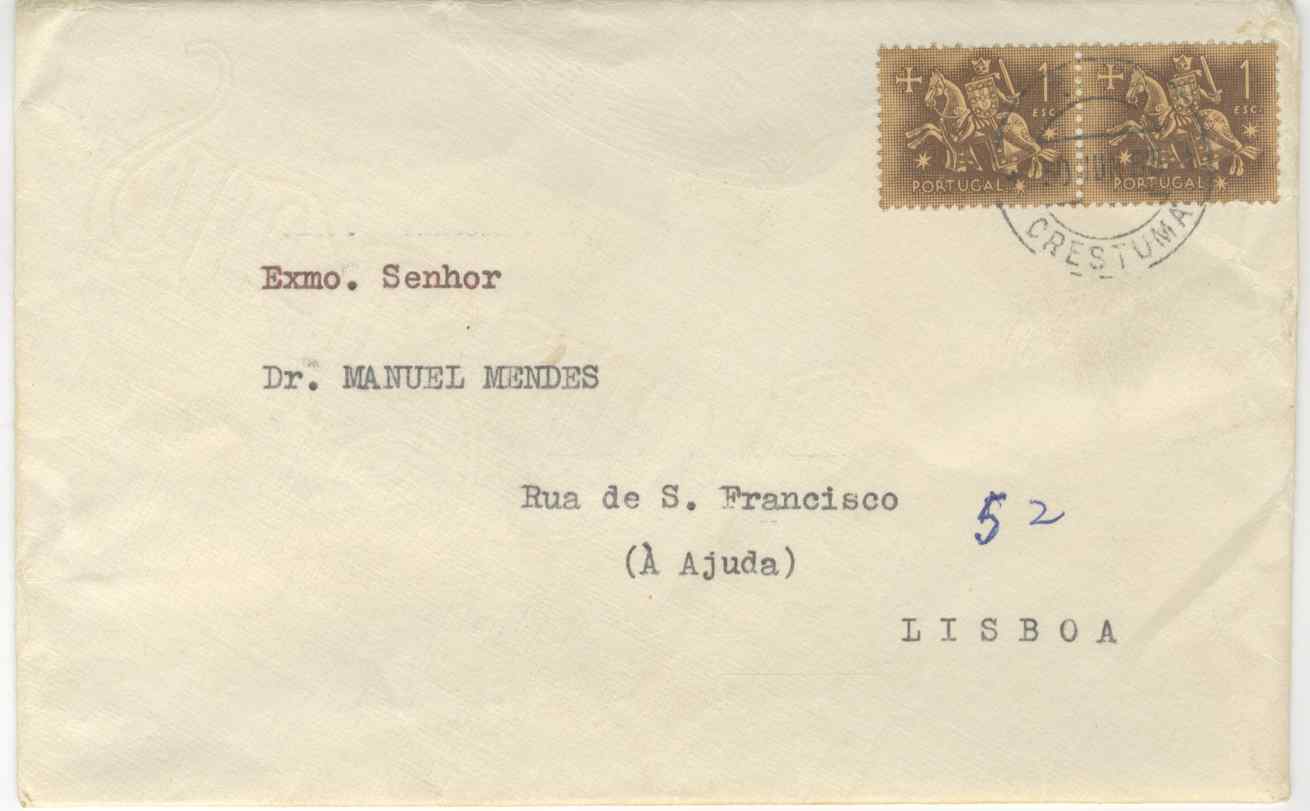 1 ESC.
PORTUGAL
1 ESC.
PORTUGAL
CRESTUMA
Exmo. Senhor
Dr. MANUEL MENDES
Rua de S. Francisco 52
(À Ajuda)
LISBOA